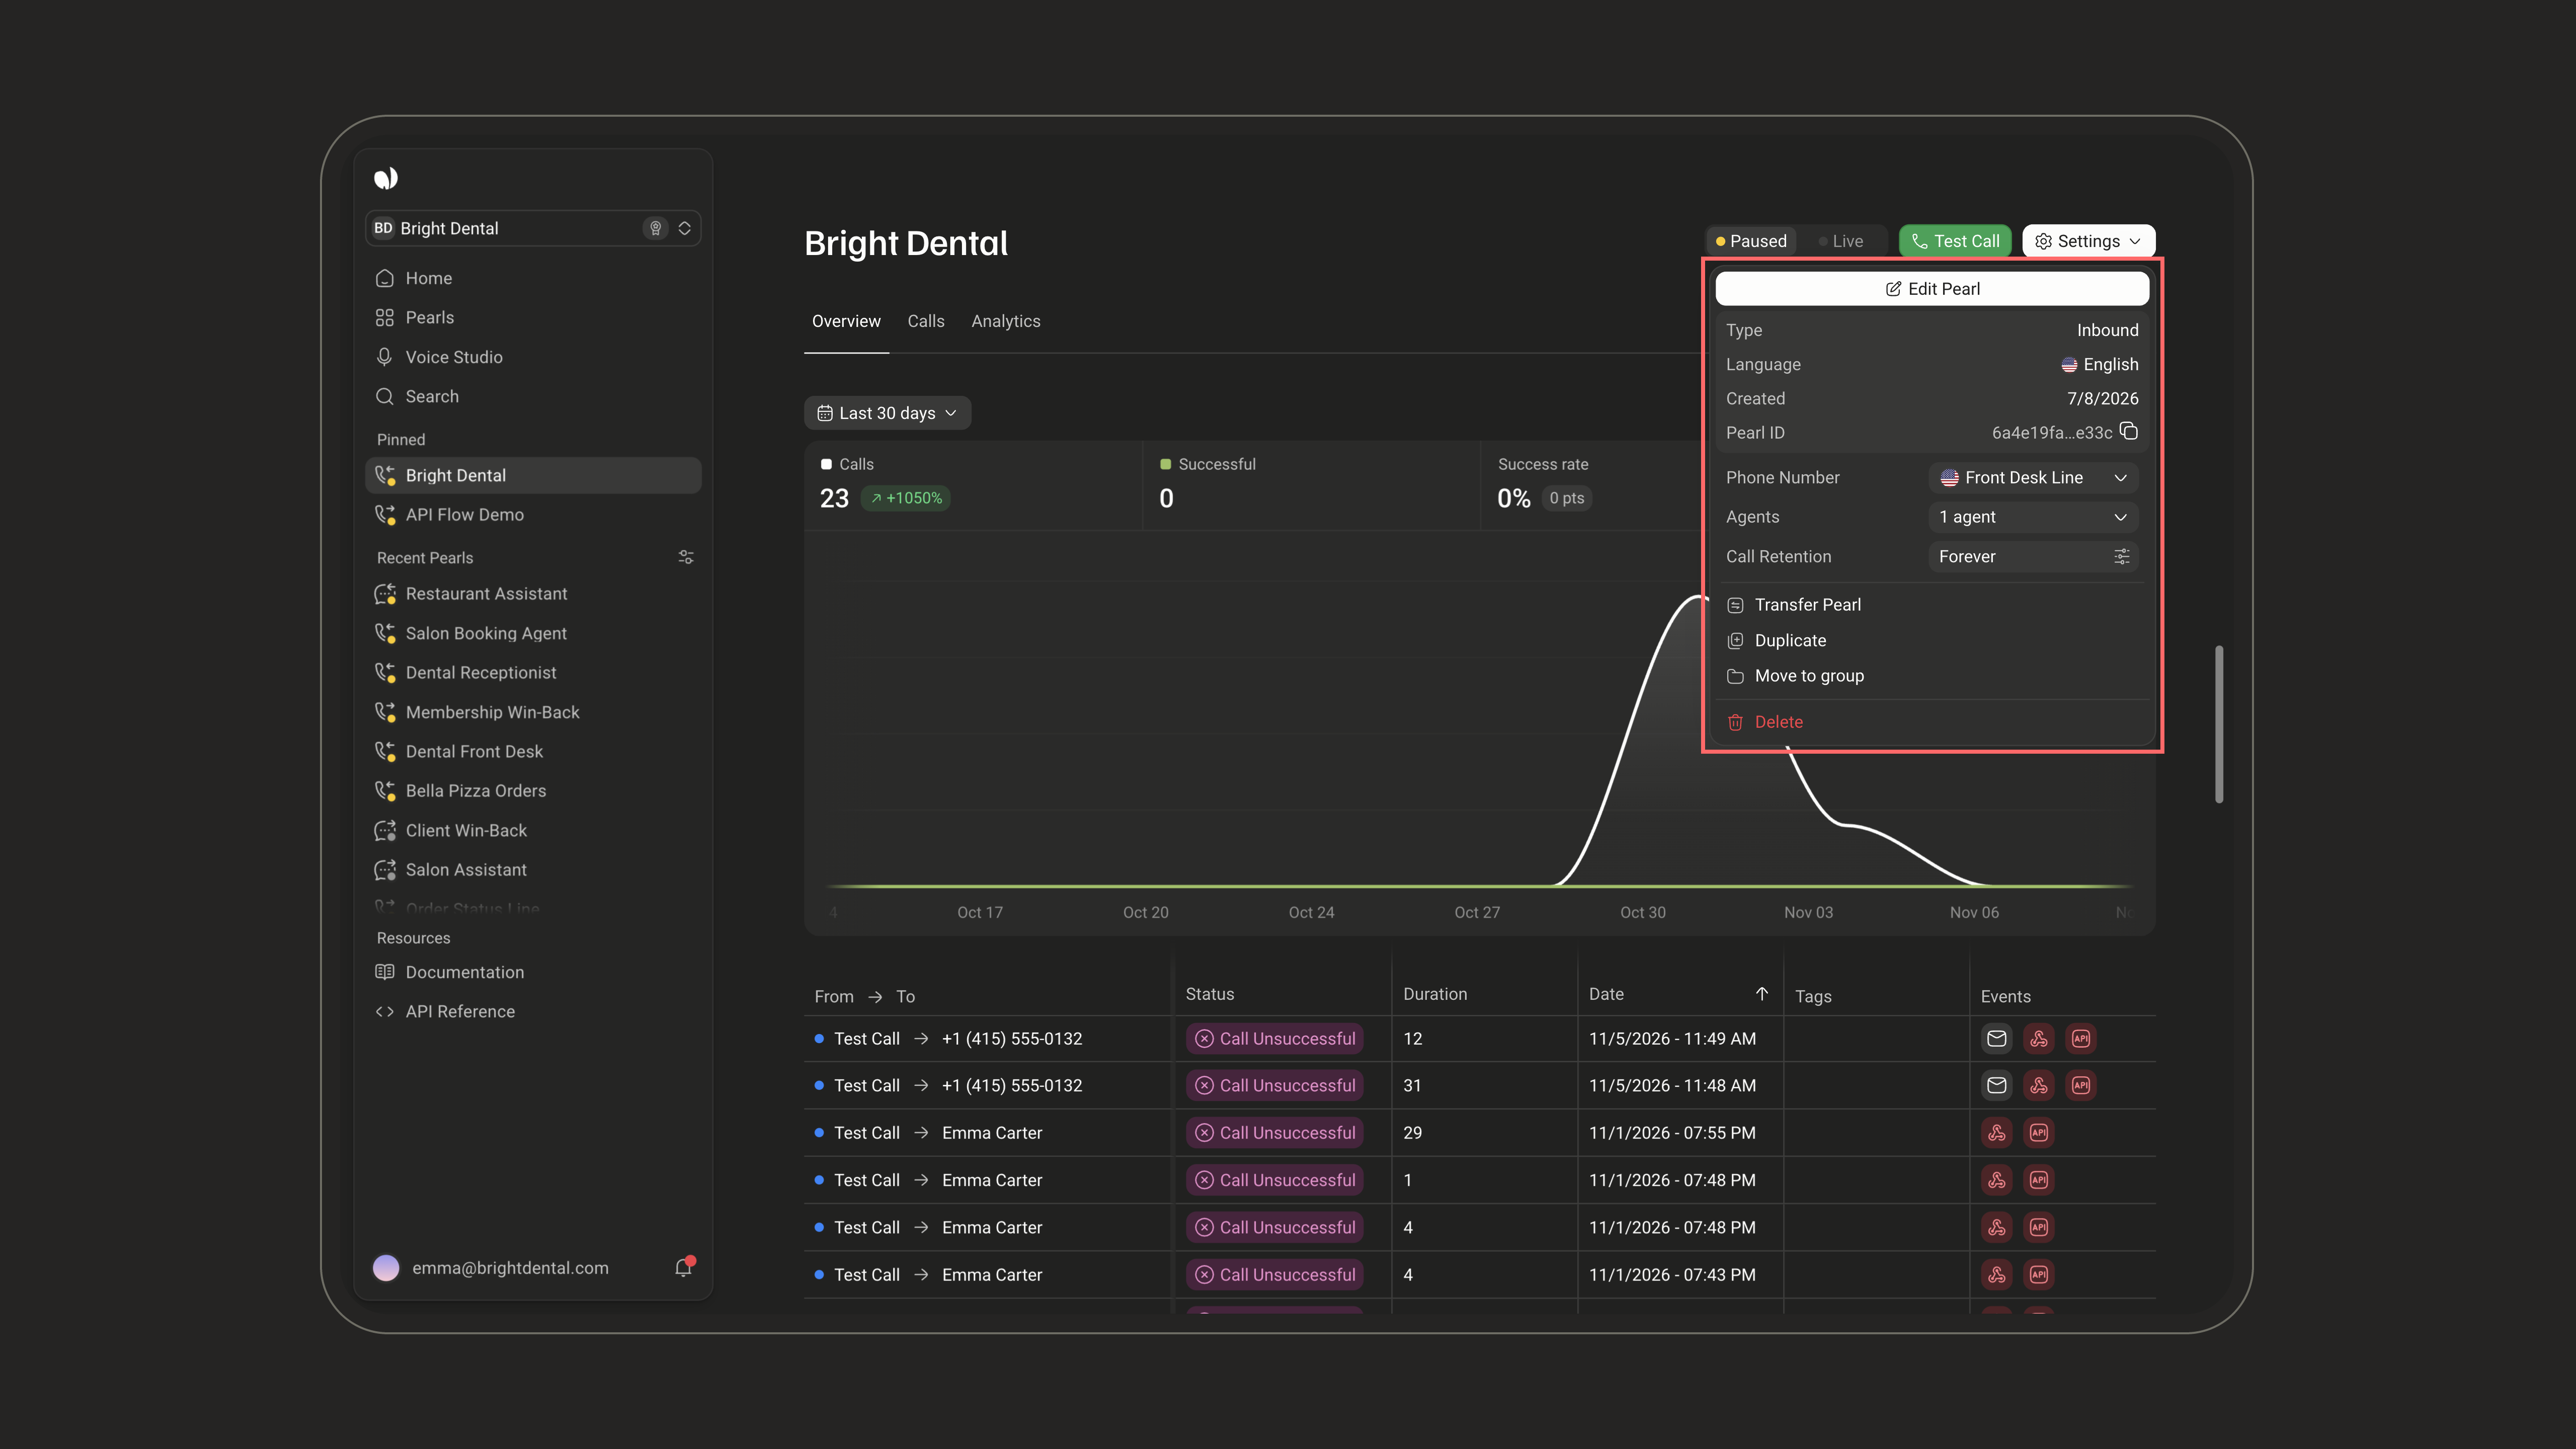 BD Bright Dental
Home
Pearls
Voice Studio
Search
Pinned
Bright Dental
API Flow Demo
Recent Pearls
Restaurant Assistant
Salon Booking Agent
Dental Receptionist
Membership Win-Back
Dental Front Desk
Bella Pizza Orders
Client Win-Back
Salon Assistant
Order Status Line
Resources
Documentation
API Reference
emma@brightdental.com
Bright Dental
Paused Live Test Call Settings
Overview Calls Analytics
Last 30 days
Calls Successful Success rate
23 +1050% 0 0% 0 pts
Edit Pearl
Type Inbound
Language English
Created 7/8/2026
Pearl ID 6a4e19fa...e33c
Phone Number Front Desk Line
Agents 1 agent
Call Retention Forever
Transfer Pearl
Duplicate
Move to group
Delete
4 Oct 17 Oct 20 Oct 24 Oct 27 Oct 30 Nov 03 Nov 06
From → To Status Duration Date ↑ Tags Events
Test Call → +1 (415) 555-0132 Call Unsuccessful 12 11/5/2026 - 11:49 AM API
Test Call → +1 (415) 555-0132 Call Unsuccessful 31 11/5/2026 - 11:48 AM API
Test Call → Emma Carter Call Unsuccessful 29 11/1/2026 - 07:55 PM API
Test Call → Emma Carter Call Unsuccessful 1 11/1/2026 - 07:48 PM API
Test Call → Emma Carter Call Unsuccessful 4 11/1/2026 - 07:48 PM API
Test Call → Emma Carter Call Unsuccessful 4 11/1/2026 - 07:43 PM API